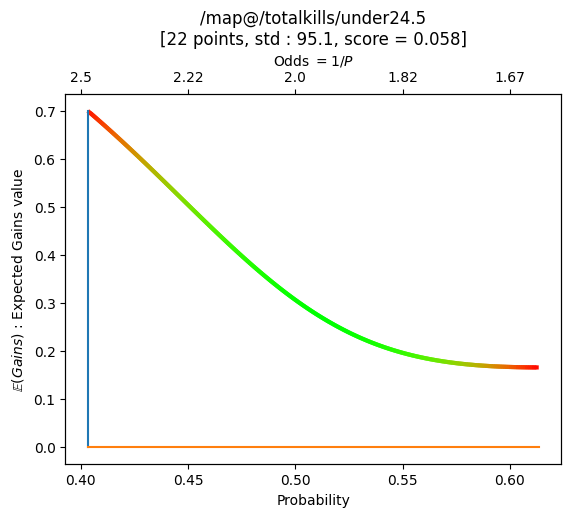 /map@/totalkills/under24.5
[22 points, std : 95.1, score = 0.058]
Odds = 1/P
2.5 2.22 2.0 1.82 1.67
0.7
0.6
0.5
0.4
0.3
0.2
0.1
0.0
𝔼(Gains) : Expected Gains value
0.40 0.45 0.50 0.55 0.60
Probability